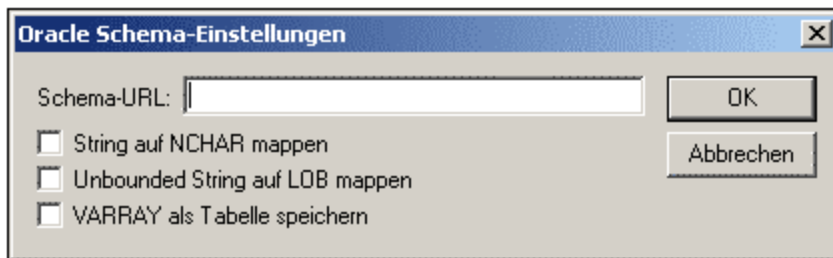 Oracle Schema-Einstellungen
Schema-URL:
OK
String auf NCHAR mappen
Abbrechen
Unbounded String auf LOB mappen
VARRAY als Tabelle speichern